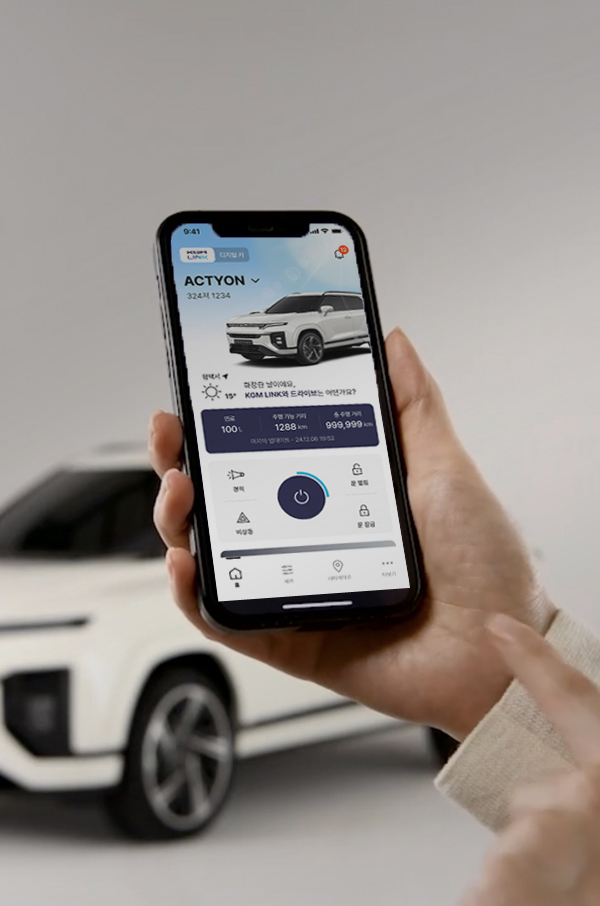 9:41
KGM
LINK
디지털 키
12
ACTYON
324저 1234
평택시
15°
화창한 날이에요,
KGM LINK와 드라이브는 어떤가요?
연료
주행 가능 거리
총 주행 거리
100L
1288 km
999,999 km
마지막 업데이트 - 24.12.06 19:52
경적
문 열림
비상등
문 잠금
홈
제어
더보기